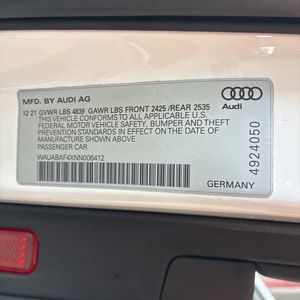 MFD. BY AUDI AG
12 21 GVWR LBS 4839 GAWR LBS FRONT 2425 /REAR 2535
THIS VEHICLE CONFORMS TO ALL APPLICABLE U.S.
FEDERAL MOTOR VEHICLE SAFETY, BUMPER AND THEFT
PREVENTION STANDARDS IN EFFECT ON THE DATE OF
MANUFACTURE SHOWN ABOVE
PASSENGER CAR
WAUABAF4XNN006412
Audi
4924050
GERMANY